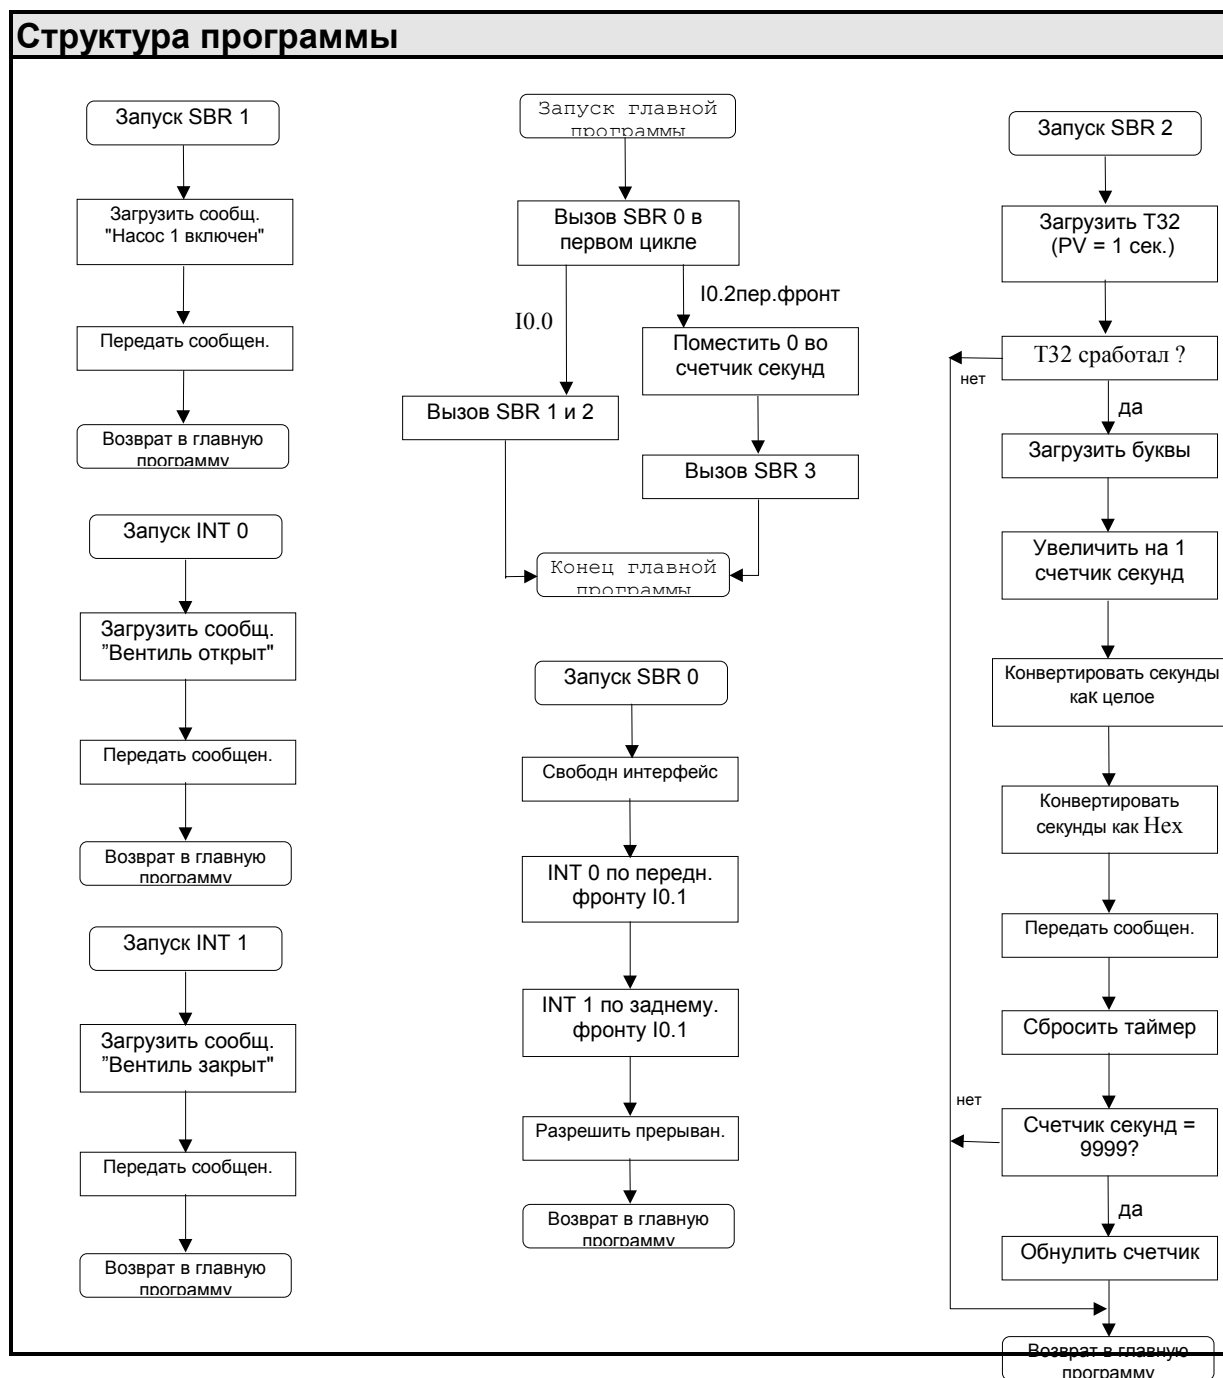 Структура программы
Запуск SBR 1
Загрузить сообщ.
"Насос 1 включен"
Передать сообщен.
Возврат в главную
программу
Запуск INT 0
Загрузить сообщ.
”Вентиль открыт"
Передать сообщен.
Возврат в главную
программу
Запуск INT 1
Загрузить сообщ.
”Вентиль закрыт"
Передать сообщен.
Возврат в главную
программу
Запуск главной
программы
Вызов SBR 0 в
первом цикле
I0.0
I0.2пер.фронт
Поместить 0 во
счетчик секунд
Вызов SBR 1 и 2
Вызов SBR 3
Конец главной
программы
Запуск SBR 0
Свободн интерфейс
INT 0 по передн.
фронту I0.1
INT 1 по заднему.
фронту I0.1
Разрешить прерыван.
Возврат в главную
программу
Запуск SBR 2
Загрузить T32
(PV = 1 сек.)
T32 сработал ?
нет
да
Загрузить буквы
Увеличить на 1
счетчик секунд
Конвертировать секунды
как целое
Конвертировать
секунды как Hex
Передать сообщен.
Сбросить таймер
нет
Счетчик секунд =
9999?
да
Обнулить счетчик
Возврат в главную
программу